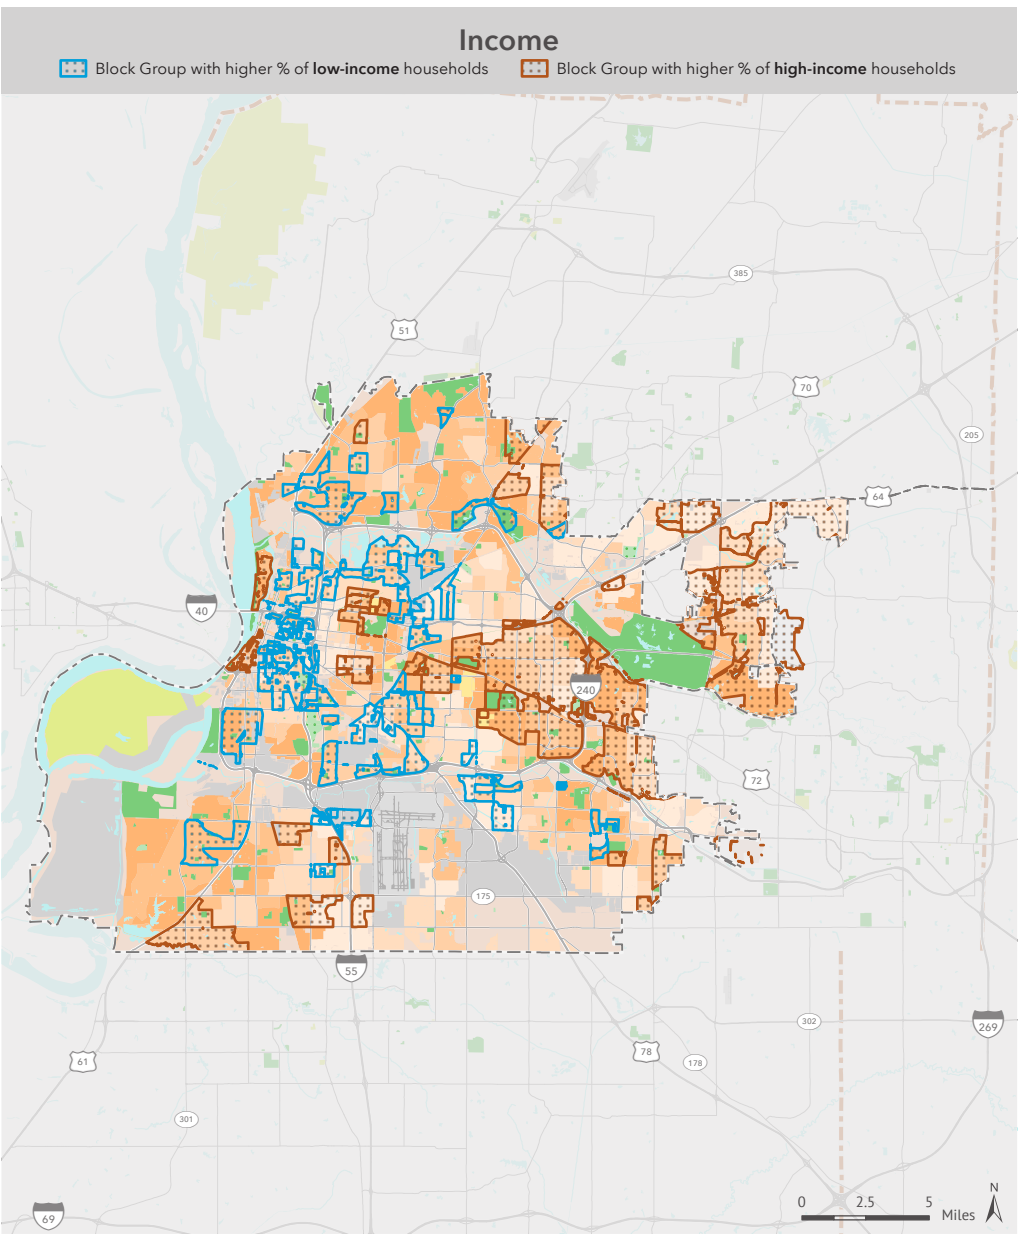 Income
Block Group with higher % of low-income households
Block Group with higher % of high-income households
385
51
70
205
64
40
240
72
175
55
302
269
78
61
178
301
69
0 2.5 5
Miles
N